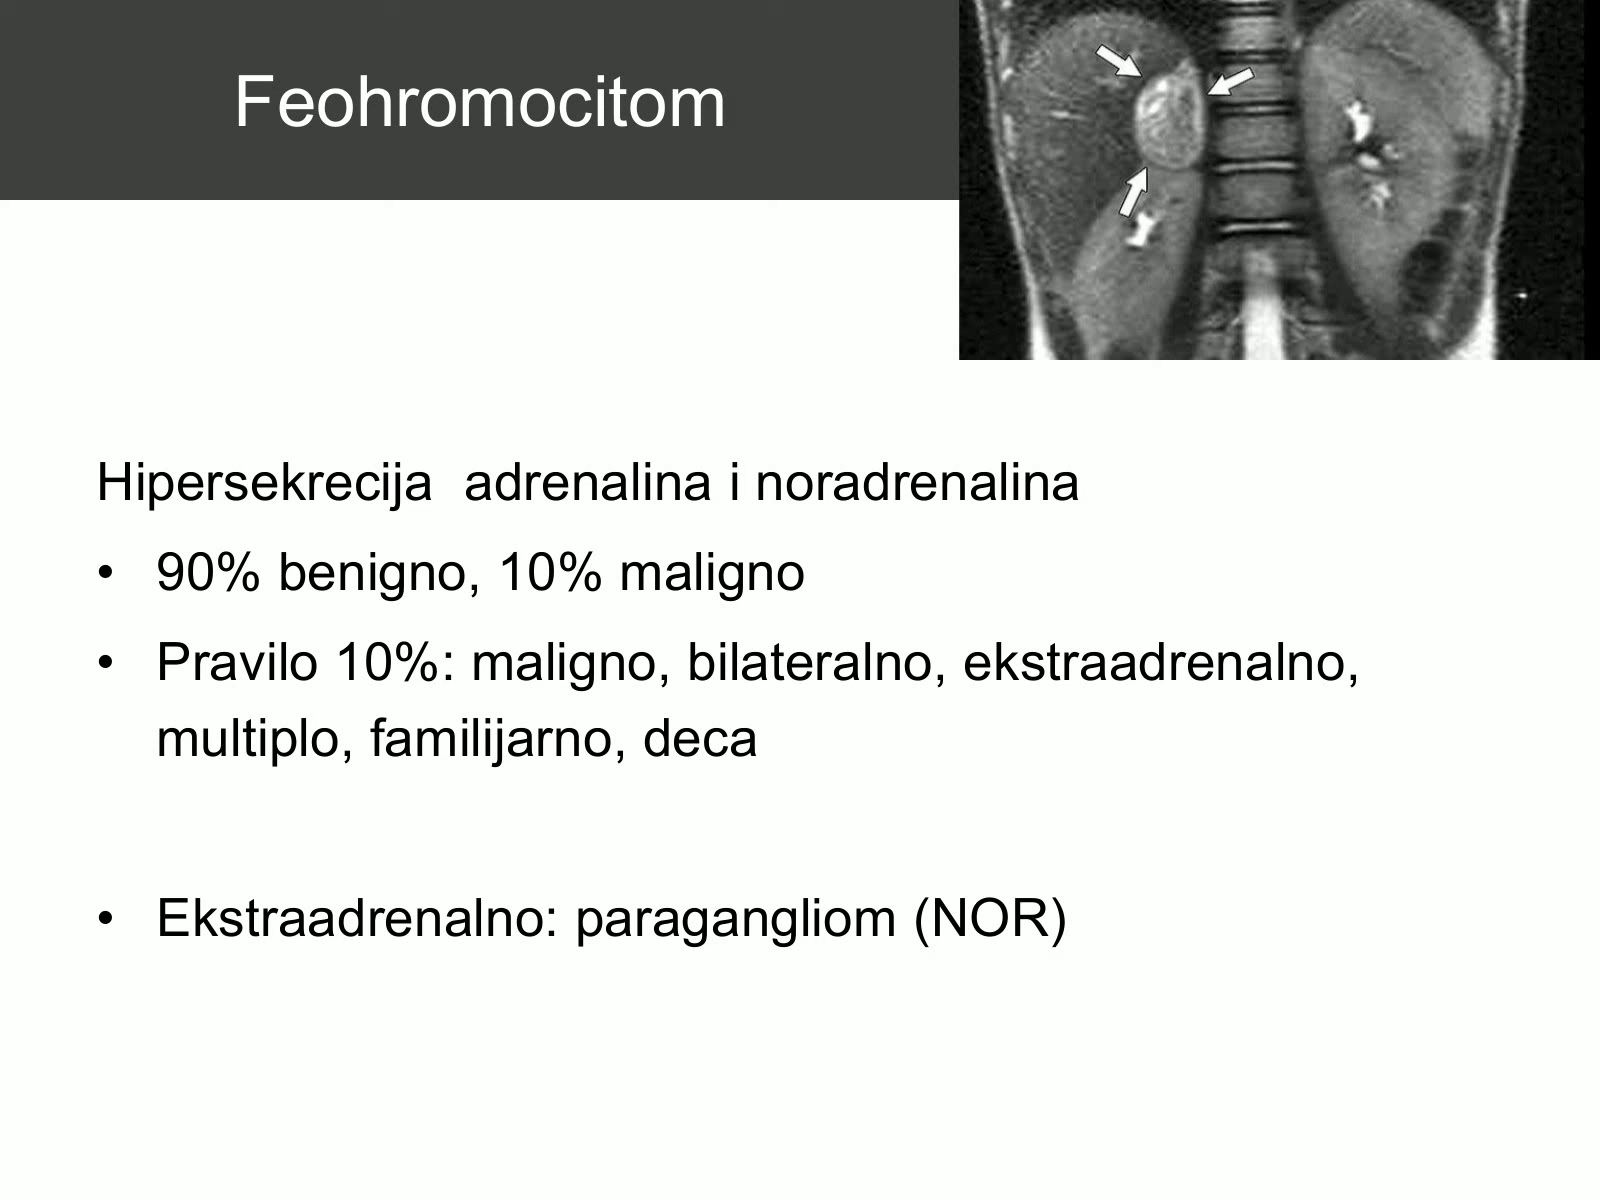 Feohromocitom
Hipersekrecija  adrenalina i noradrenalina
• 90% benigno, 10% maligno
• Pravilo 10%: maligno, bilateralno, ekstraadrenalno,
multiplo, familijarno, deca
• Ekstraadrenalno: paragangliom (NOR)